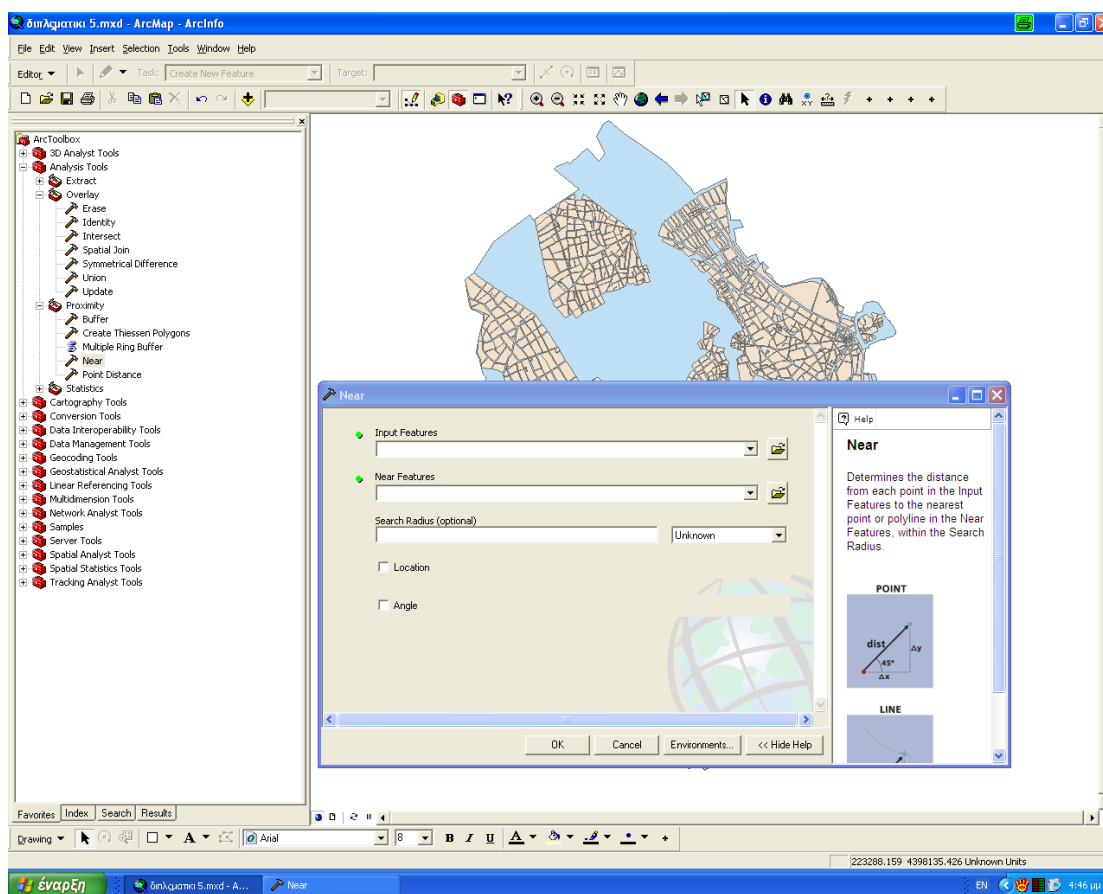 διπλςματικι 5.mxd - ArcMap - ArcInfo
File Edit View Insert Selection Tools Window Help
Editor Task: Create New Feature Target:
ArcToolbox
3D Analyst Tools
Analysis Tools
Extract
Overlay
Erase
Identity
Intersect
Spatial Join
Symmetrical Difference
Union
Update
Proximity
Buffer
Create Thiessen Polygons
Multiple Ring Buffer
Near
Point Distance
Statistics
Cartography Tools
Conversion Tools
Data Interoperability Tools
Data Management Tools
Geocoding Tools
Geostatistical Analyst Tools
Linear Referencing Tools
Multidimension Tools
Network Analyst Tools
Samples
Server Tools
Spatial Analyst Tools
Spatial Statistics Tools
Tracking Analyst Tools
Favorites Index Search Results
Near
Input Features
Near Features
Search Radius (optional)
Unknown
Location
Angle
OK Cancel Environments... << Hide Help
Help
Near
Determines the distance
from each point in the Input
Features to the nearest
point or polyline in the Near
Features, within the Search
Radius.
POINT
dist
Δy
45°
Δx
LINE
Drawing A Arial 8 B I U A
223288.159 4398135.426 Unknown Units
έναρξη διπλςματικι 5.mxd - A... Near EN 4:46 μμ